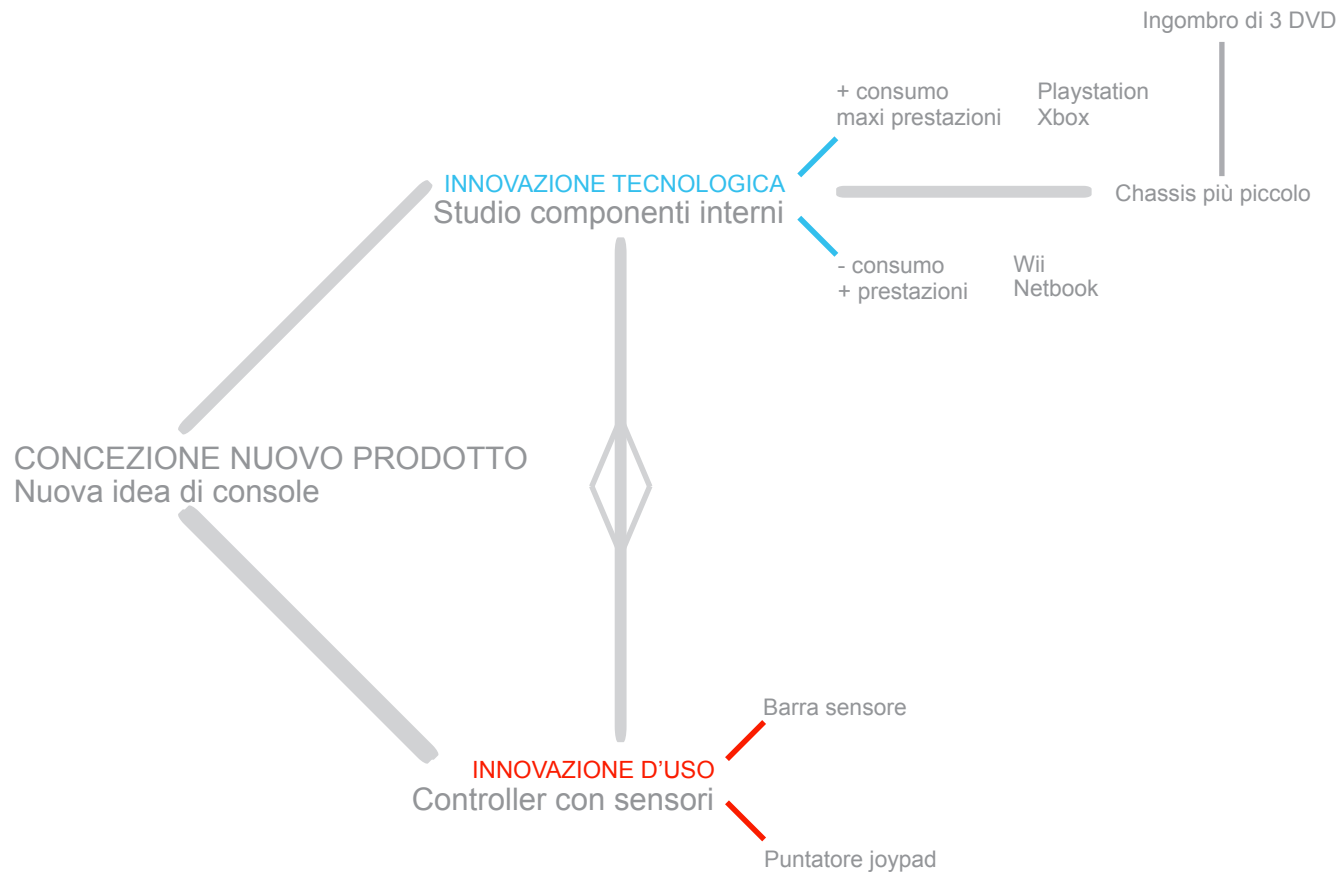 Ingombro di 3 DVD
+ consumo
maxi prestazioni
Playstation
Xbox
INNOVAZIONE TECNOLOGICA
Studio componenti interni
Chassis più piccolo
- consumo
+ prestazioni
Wii
Netbook
CONCEZIONE NUOVO PRODOTTO
Nuova idea di console
Barra sensore
INNOVAZIONE D’USO
Controller con sensori
Puntatore joypad